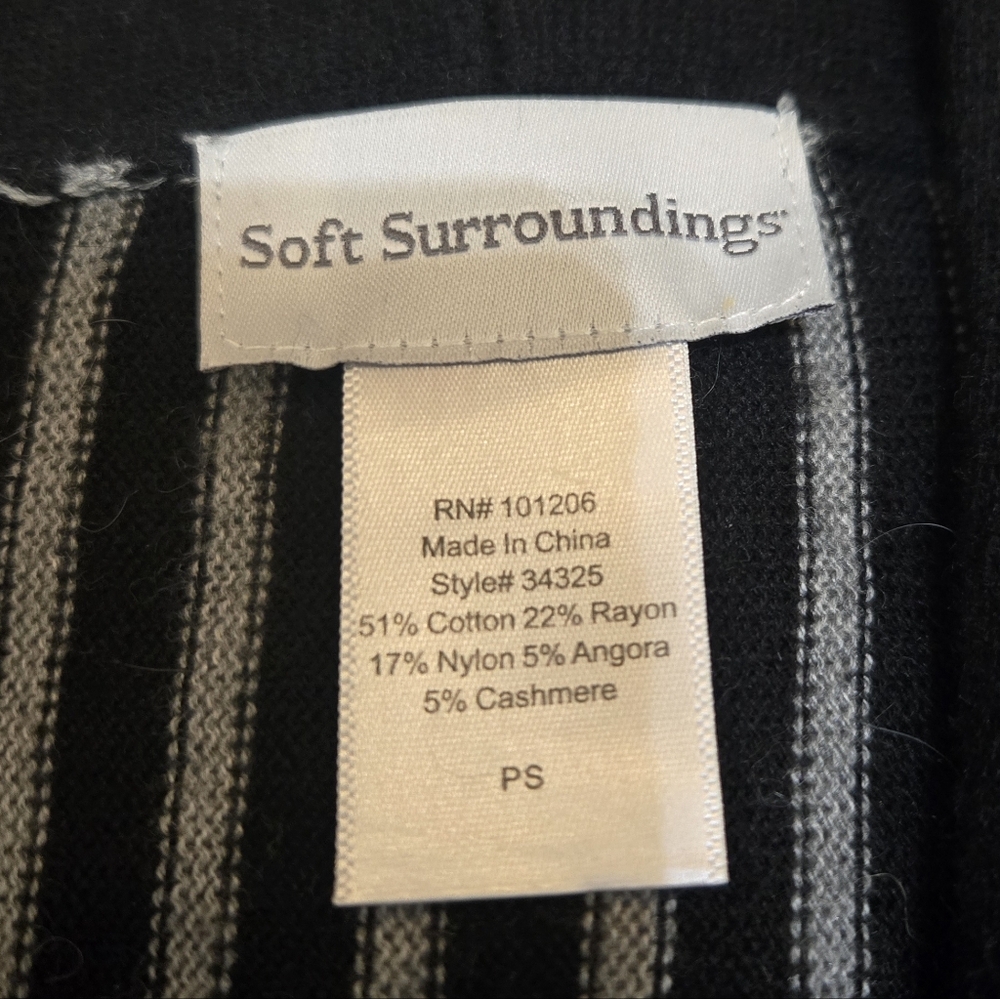 Soft Surroundings
RN# 101206
Made In China
Style# 34325
51% Cotton 22% Rayon
17% Nylon 5% Angora
5% Cashmere
PS